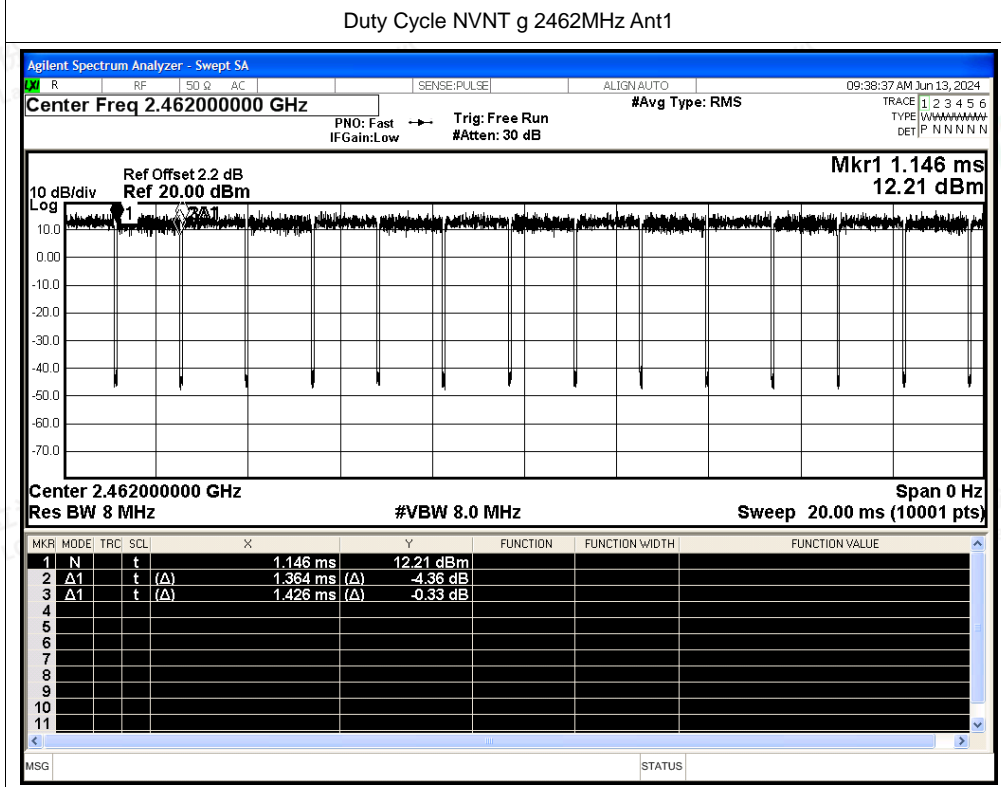 Duty Cycle NVNT g 2462MHz Ant1
Agilent Spectrum Analyzer - Swept SA
LXI R RF 50 Ω AC SENSE:PULSE ALIGN AUTO 09:38:37 AM Jun 13, 2024
Center Freq 2.462000000 GHz #Avg Type: RMS TRACE 1 2 3 4 5 6
PNO: Fast Trig: Free Run TYPE WWWWWW
IFGain:Low #Atten: 30 dB DET P N N N N N
Mkr1 1.146 ms
12.21 dBm
Ref Offset 2.2 dB
10 dB/div Ref 20.00 dBm
Log
1 2Δ1
10.0
0.00
-10.0
-20.0
-30.0
-40.0
-50.0
-60.0
-70.0
Center 2.462000000 GHz Span 0 Hz
Res BW 8 MHz #VBW 8.0 MHz Sweep 20.00 ms (10001 pts)
MKR MODE TRC SCL X Y FUNCTION FUNCTION WIDTH FUNCTION VALUE
1 N t 1.146 ms 12.21 dBm
2 Δ1 t (Δ) 1.364 ms (Δ) -4.36 dB
3 Δ1 t (Δ) 1.426 ms (Δ) -0.33 dB
4
5
6
7
8
9
10
11
MSG STATUS